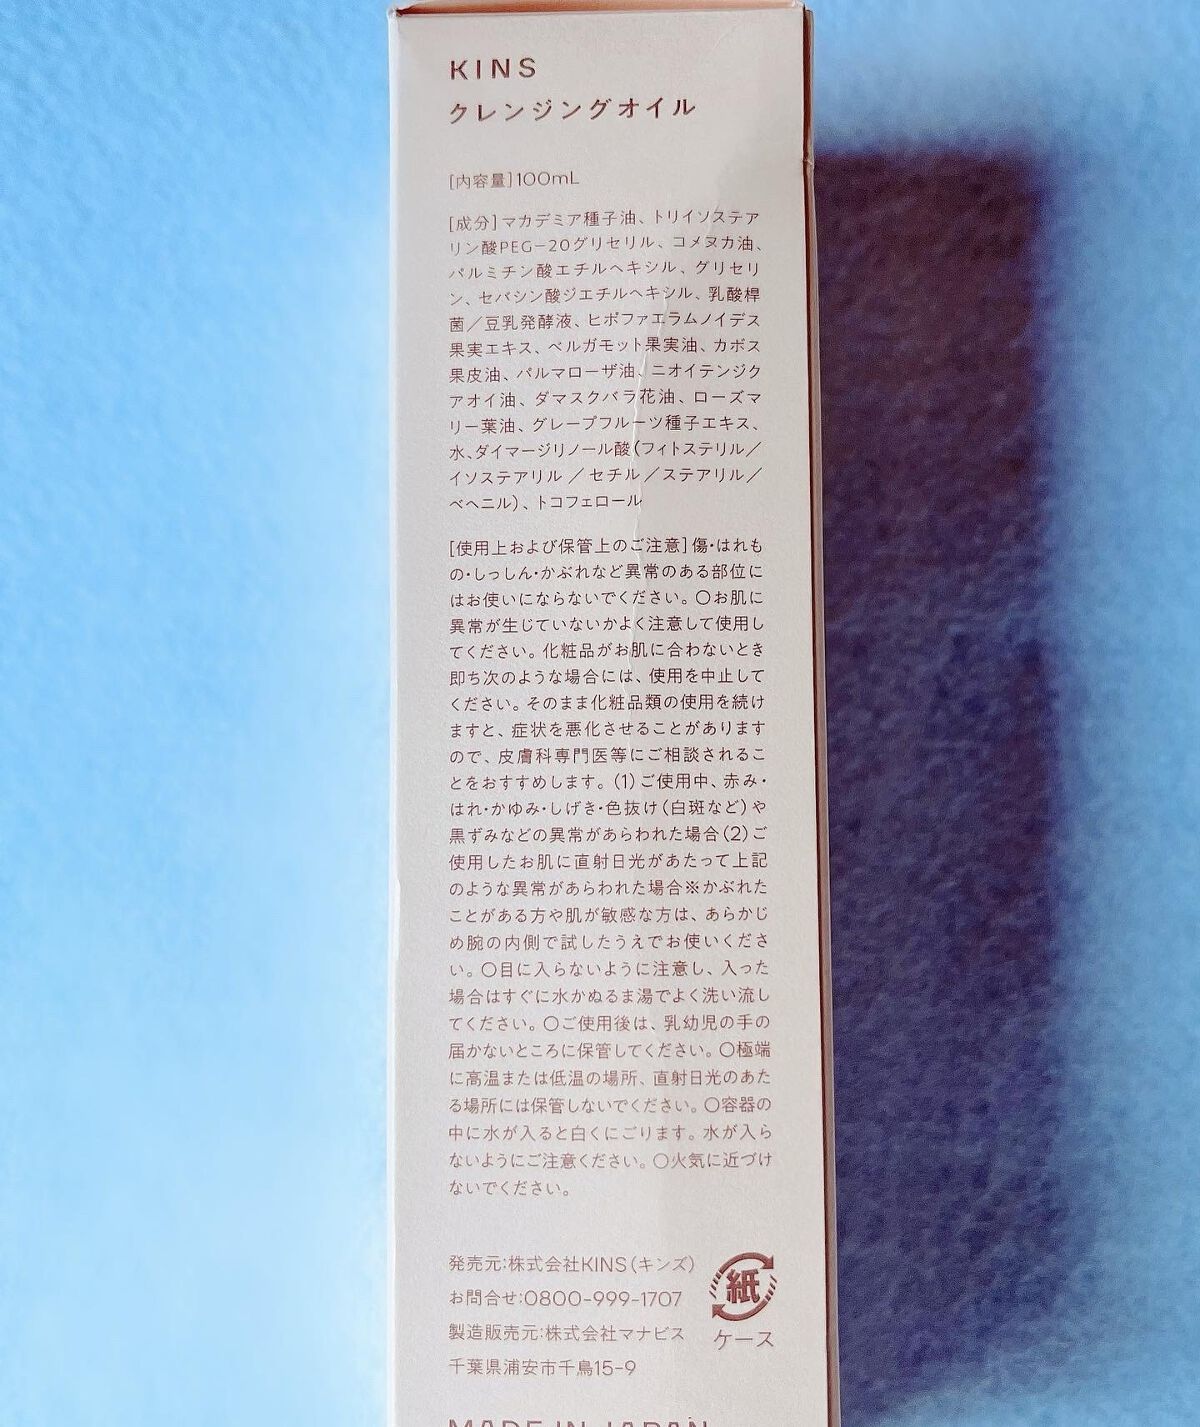 KINS
クレンジングオイル
[内容量]100mL
[成分]マカデミア種子油、トリイソステア
リン酸PEG-20グリセリル、コメヌカ油、
パルミチン酸エチルヘキシル、グリセリ
ン、セバシン酸ジエチルヘキシル、乳酸桿
菌／豆乳発酵液、ヒポファエラムノイデス
果実エキス、ベルガモット果実油、カボス
果皮油、パルマローザ油、ニオイテンジク
アオイ油、ダマスクバラ花油、ローズマ
リー葉油、グレープフルーツ種子エキス、
水、ダイマージリノール酸(フィトステリル／
イソステアリル／セチル／ステアリル／
ベヘニル)、トコフェロール
[使用上および保管上のご注意]傷・はれも
の・しっしん・かぶれなど異常のある部位に
はお使いにならないでください。〇お肌に
異常が生じていないかよく注意して使用し
てください。化粧品がお肌に合わないとき
即ち次のような場合には、使用を中止して
ください。そのまま化粧品類の使用を続け
ますと、症状を悪化させることがあります
ので、皮膚科専門医等にご相談されるこ
とをおすすめします。(1)ご使用中、赤み・
はれ・かゆみ・しげき・色抜け(白斑など)や
黒ずみなどの異常があらわれた場合(2)ご
使用したお肌に直射日光があたって上記
のような異常があらわれた場合※かぶれた
ことがある方や肌が敏感な方は、あらかじ
め腕の内側で試したうえでお使いくださ
い。〇目に入らないように注意し、入った
場合はすぐに水かぬるま湯でよく洗い流し
てください。〇ご使用後は、乳幼児の手の
届かないところに保管してください。〇極端
に高温または低温の場所、直射日光のあた
る場所には保管しないでください。〇容器の
中に水が入ると白くにごります。水が入ら
ないようにご注意ください。〇火気に近づけ
ないでください。
発売元:株式会社KINS(キンズ)
お問合せ:0800-999-1707
製造販売元:株式会社マナビス
千葉県浦安市千鳥15-9
紙
ケース
MADE IN JAPAN